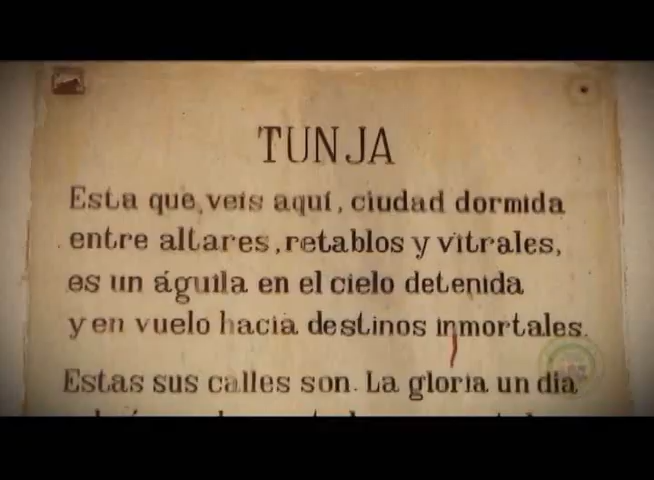 TUNJA
Esta que, veis aquí, ciudad dormida
entre altares, retablos y vitrales,
es un águila en el cielo detenida
y en vuelo hacia destinos inmortales.
Estas sus calles son. La gloria un dia